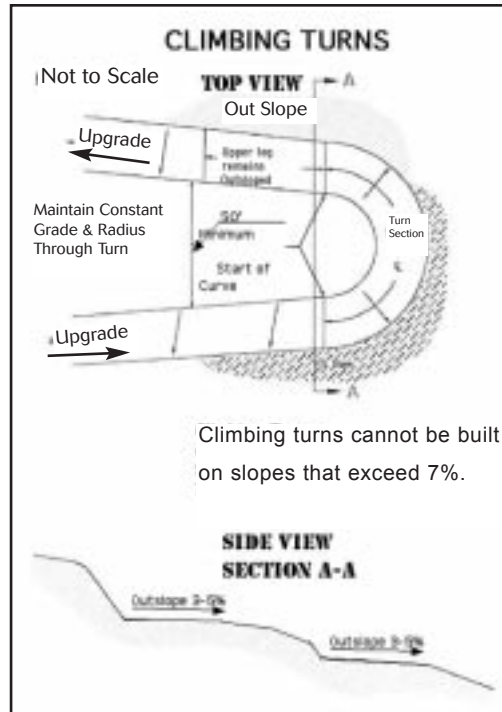 CLIMBING TURNS
Not to Scale
TOP VIEW
A
Out Slope
Upgrade
Upper leg
remains
Outsloped
Maintain Constant
Grade & Radius
Through Turn
50'
Minimum
Turn
Section
Start of
Curve
Upgrade
A
Climbing turns cannot be built
on slopes that exceed 7%.
SIDE VIEW
SECTION A-A
Outslope 3-5%
Outslope 3-5%